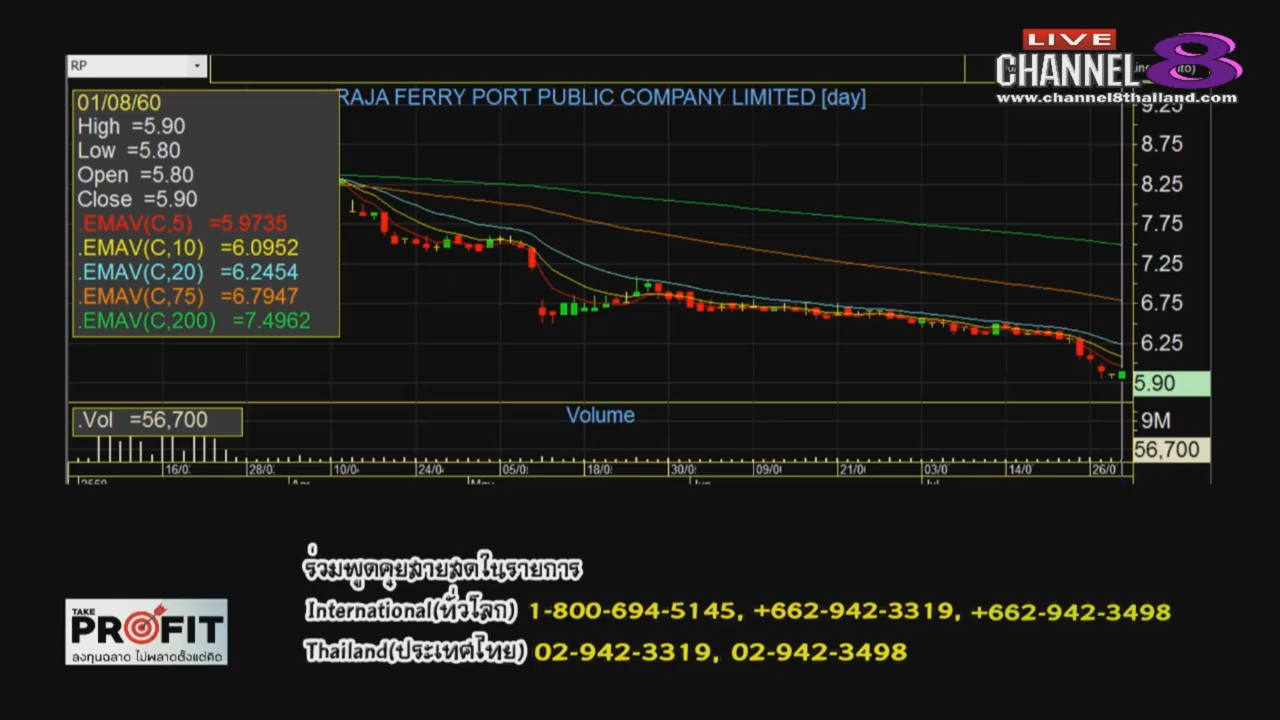 LIVE
CHANNEL 8
www.channel8thailand.com
RP
RAJA FERRY PORT PUBLIC COMPANY LIMITED [day]
01/08/60
High =5.90
Low =5.80
Open =5.80
Close =5.90
.EMAV(C,5) =5.9735
.EMAV(C,10) =6.0952
.EMAV(C,20) =6.2454
.EMAV(C,75) =6.7947
.EMAV(C,200) =7.4962
9.25
8.75
8.25
7.75
7.25
6.75
6.25
5.90
.Vol =56,700
Volume
9M
56,700
16/0 28/0 10/0 24/0 05/0 18/0 30/0 09/0 21/0 03/0 14/0 26/0
ร่วมพูดคุยสายสดในรายการ
International(ทั่วโลก) 1-800-694-5145, +662-942-3319, +662-942-3498
Thailand(ประเทศไทย) 02-942-3319, 02-942-3498
TAKE
PROFIT
ลงทุนฉลาด ไม่พลาดตั้งแต่คิด